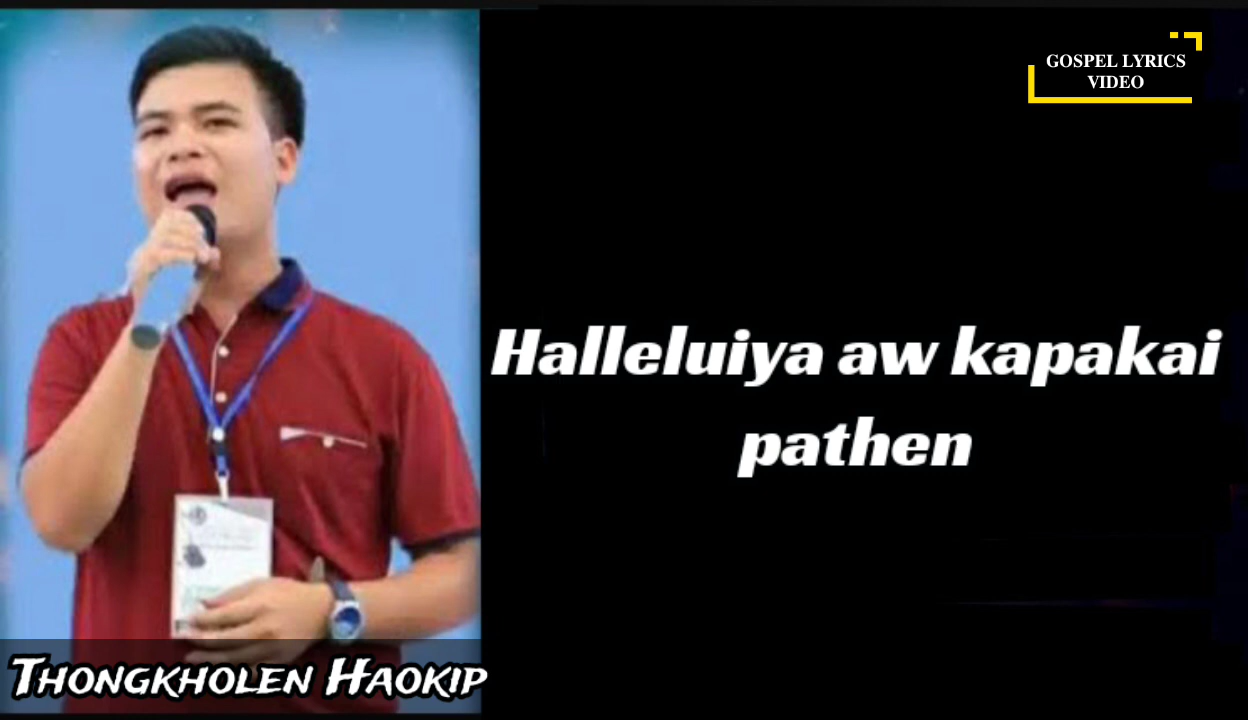 GOSPEL LYRICS
VIDEO
Halleluiya aw kapakai
pathen
Thongkholen Haokip